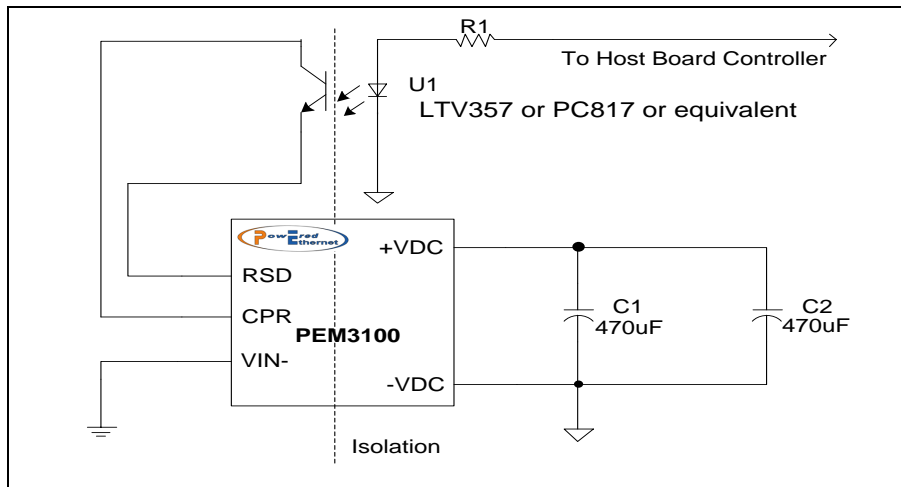 R1
To Host Board Controller
U1
LTV357 or PC817 or equivalent
PowEred
Ethernet
+VDC
RSD
CPR
C1
470uF
C2
470uF
PEM3100
VIN-
-VDC
Isolation